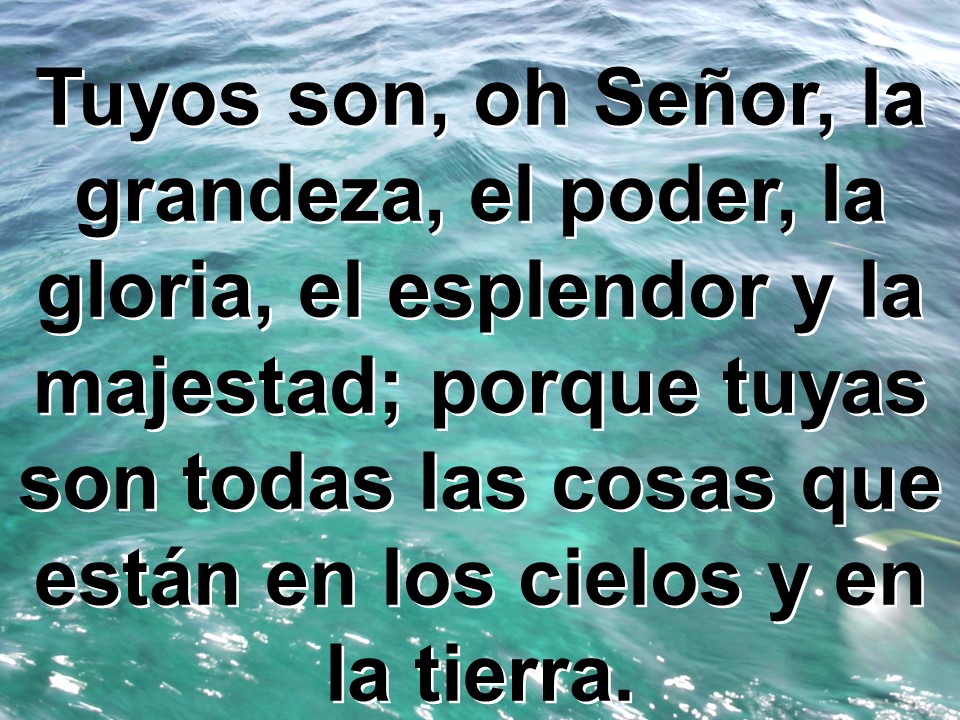 Tuyos son, oh Señor, la
grandeza, el poder, la
gloria, el esplendor y la
majestad; porque tuyas
son todas las cosas que
están en los cielos y en
la tierra.